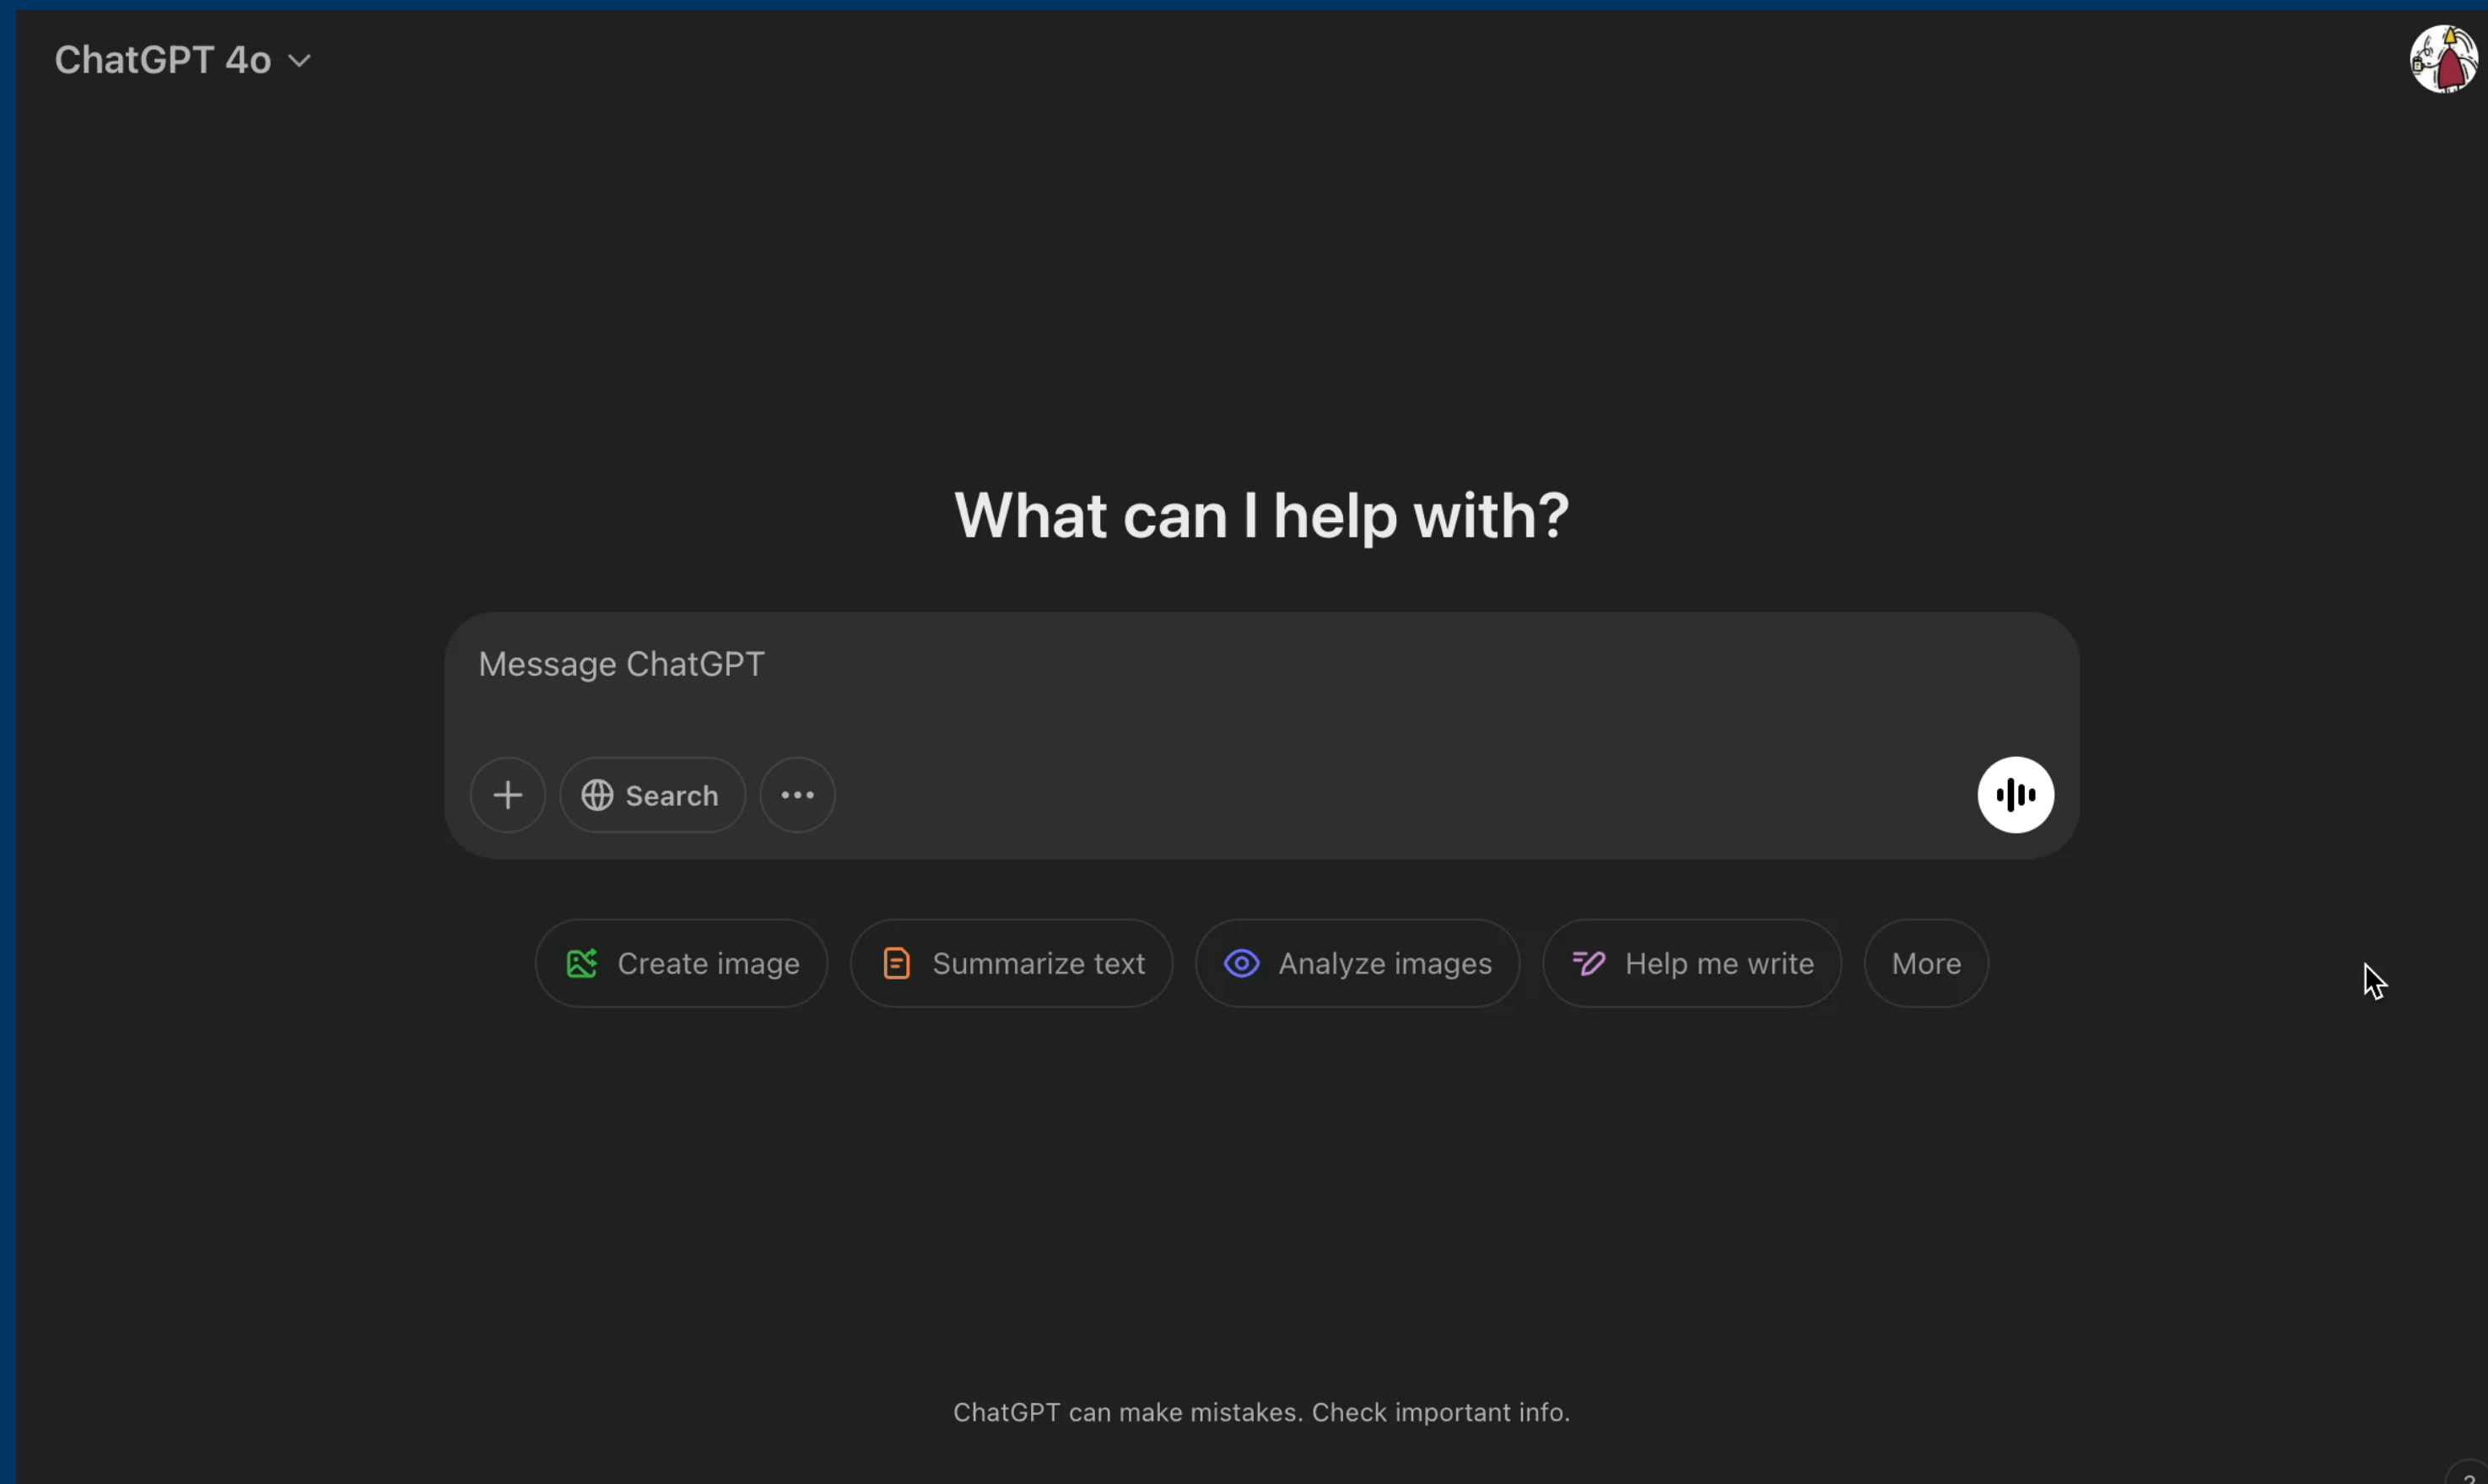 ChatGPT 4o
What can I help with?
Message ChatGPT
Search
Create image
Summarize text
Analyze images
Help me write
More
ChatGPT can make mistakes. Check important info.
?